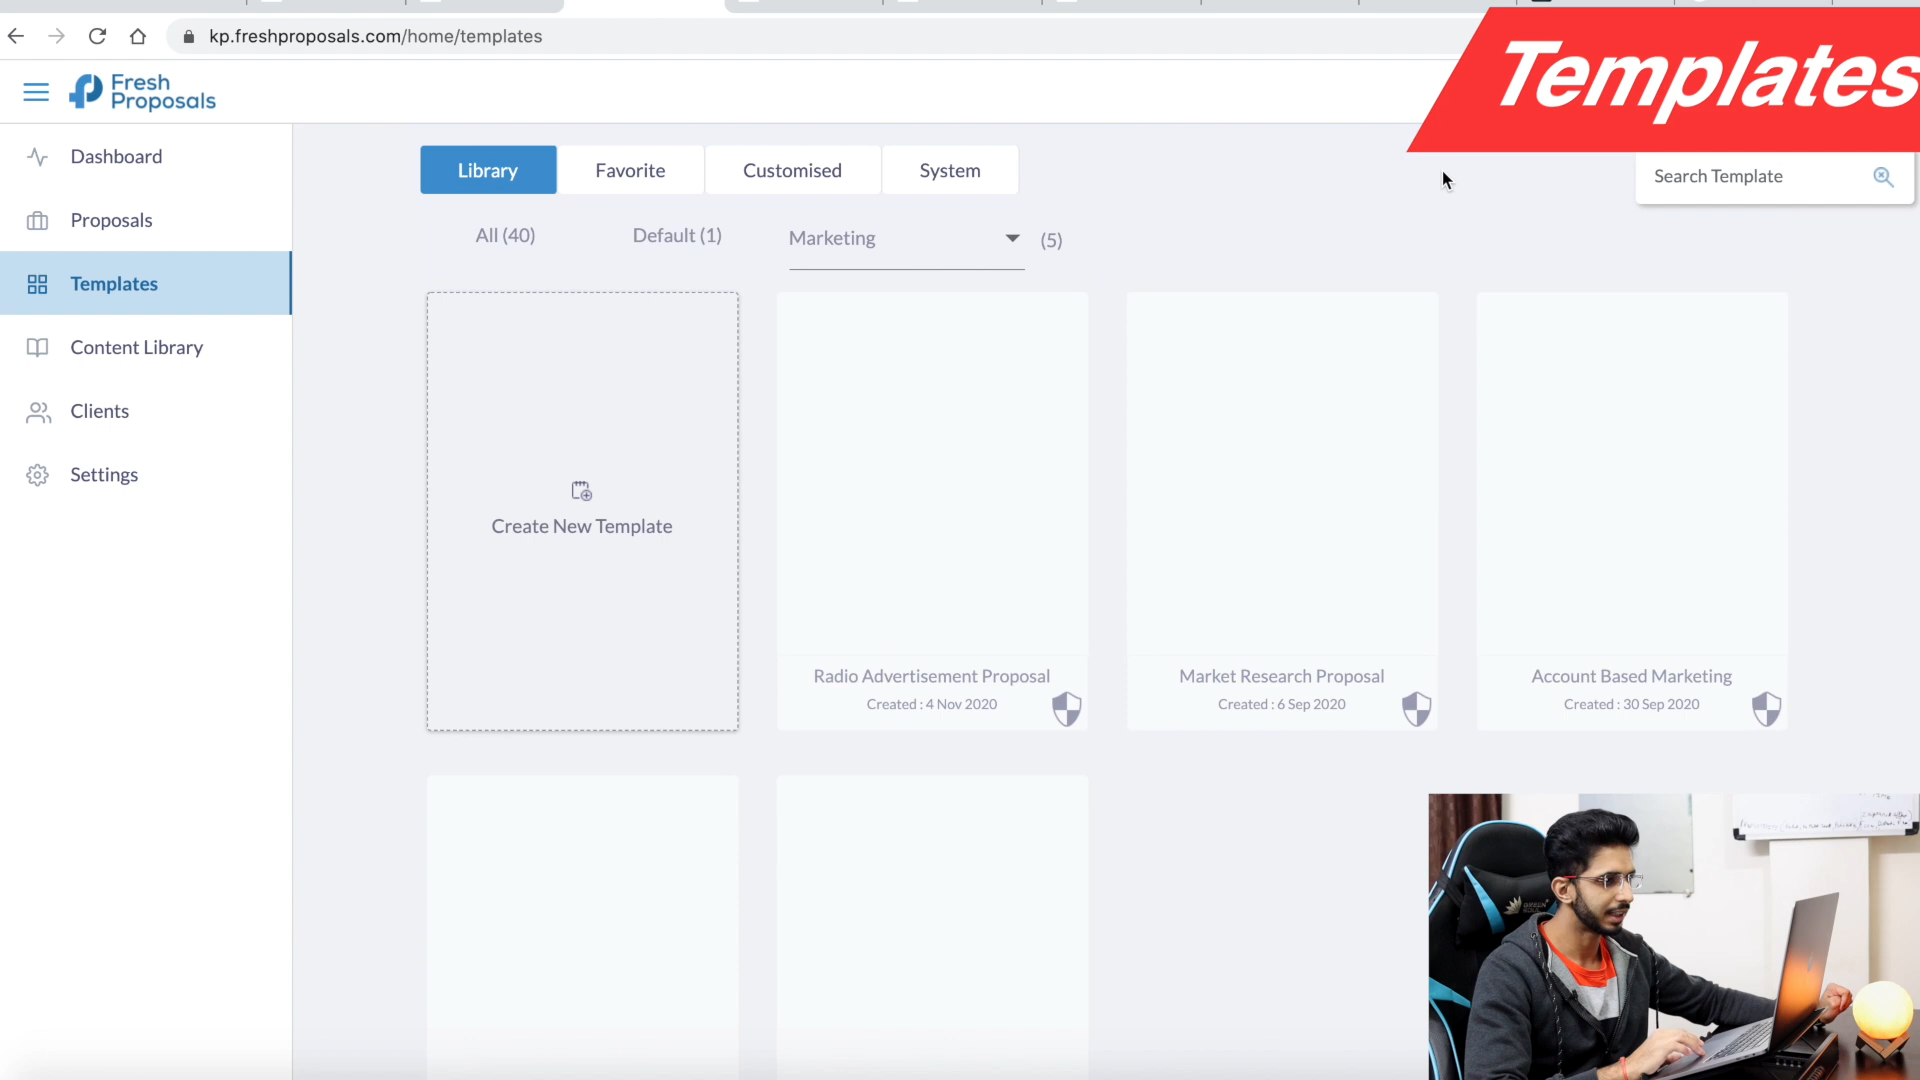 kp.freshproposals.com/home/templates
Templates
Fresh
Proposals
Dashboard
Proposals
Templates
Content Library
Clients
Settings
Library
Favorite
Customised
System
Search Template
All (40)
Default (1)
Marketing
(5)
Create New Template
Radio Advertisement Proposal
Created : 4 Nov 2020
Market Research Proposal
Created : 6 Sep 2020
Account Based Marketing
Created : 30 Sep 2020
GREEN
SOUL